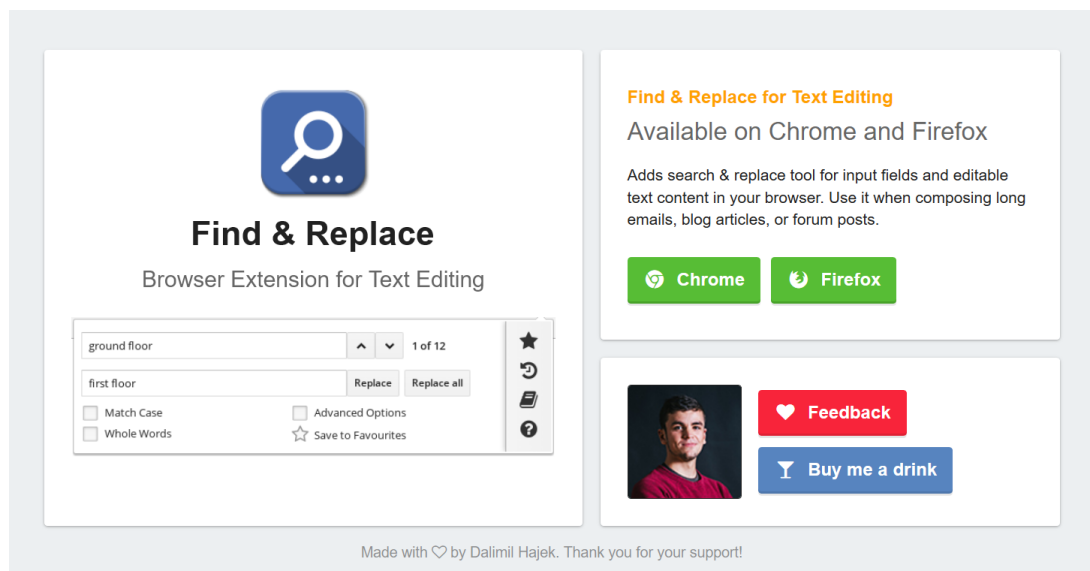 Find & Replace
Browser Extension for Text Editing
ground floor
1 of 12
first floor
Replace
Replace all
Match Case
Advanced Options
Whole Words
Save to Favourites
Find & Replace for Text Editing
Available on Chrome and Firefox
Adds search & replace tool for input fields and editable
text content in your browser. Use it when composing long
emails, blog articles, or forum posts.
Chrome
Firefox
Feedback
Buy me a drink
Made with ♡ by Dalimil Hajek. Thank you for your support!